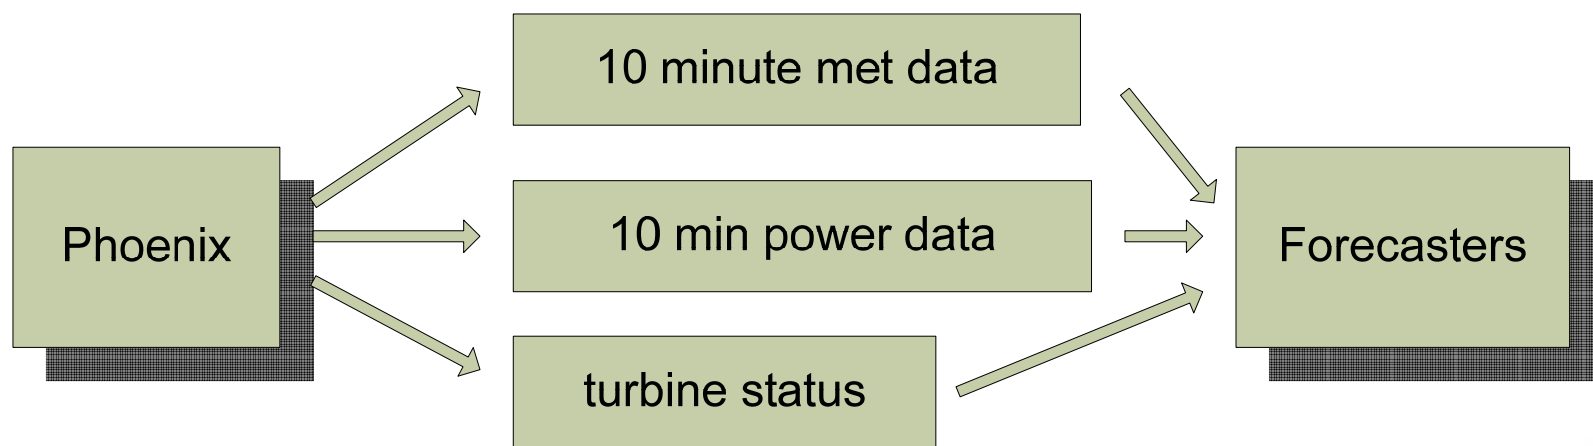 10 minute met data
Phoenix
10 min power data
Forecasters
turbine status